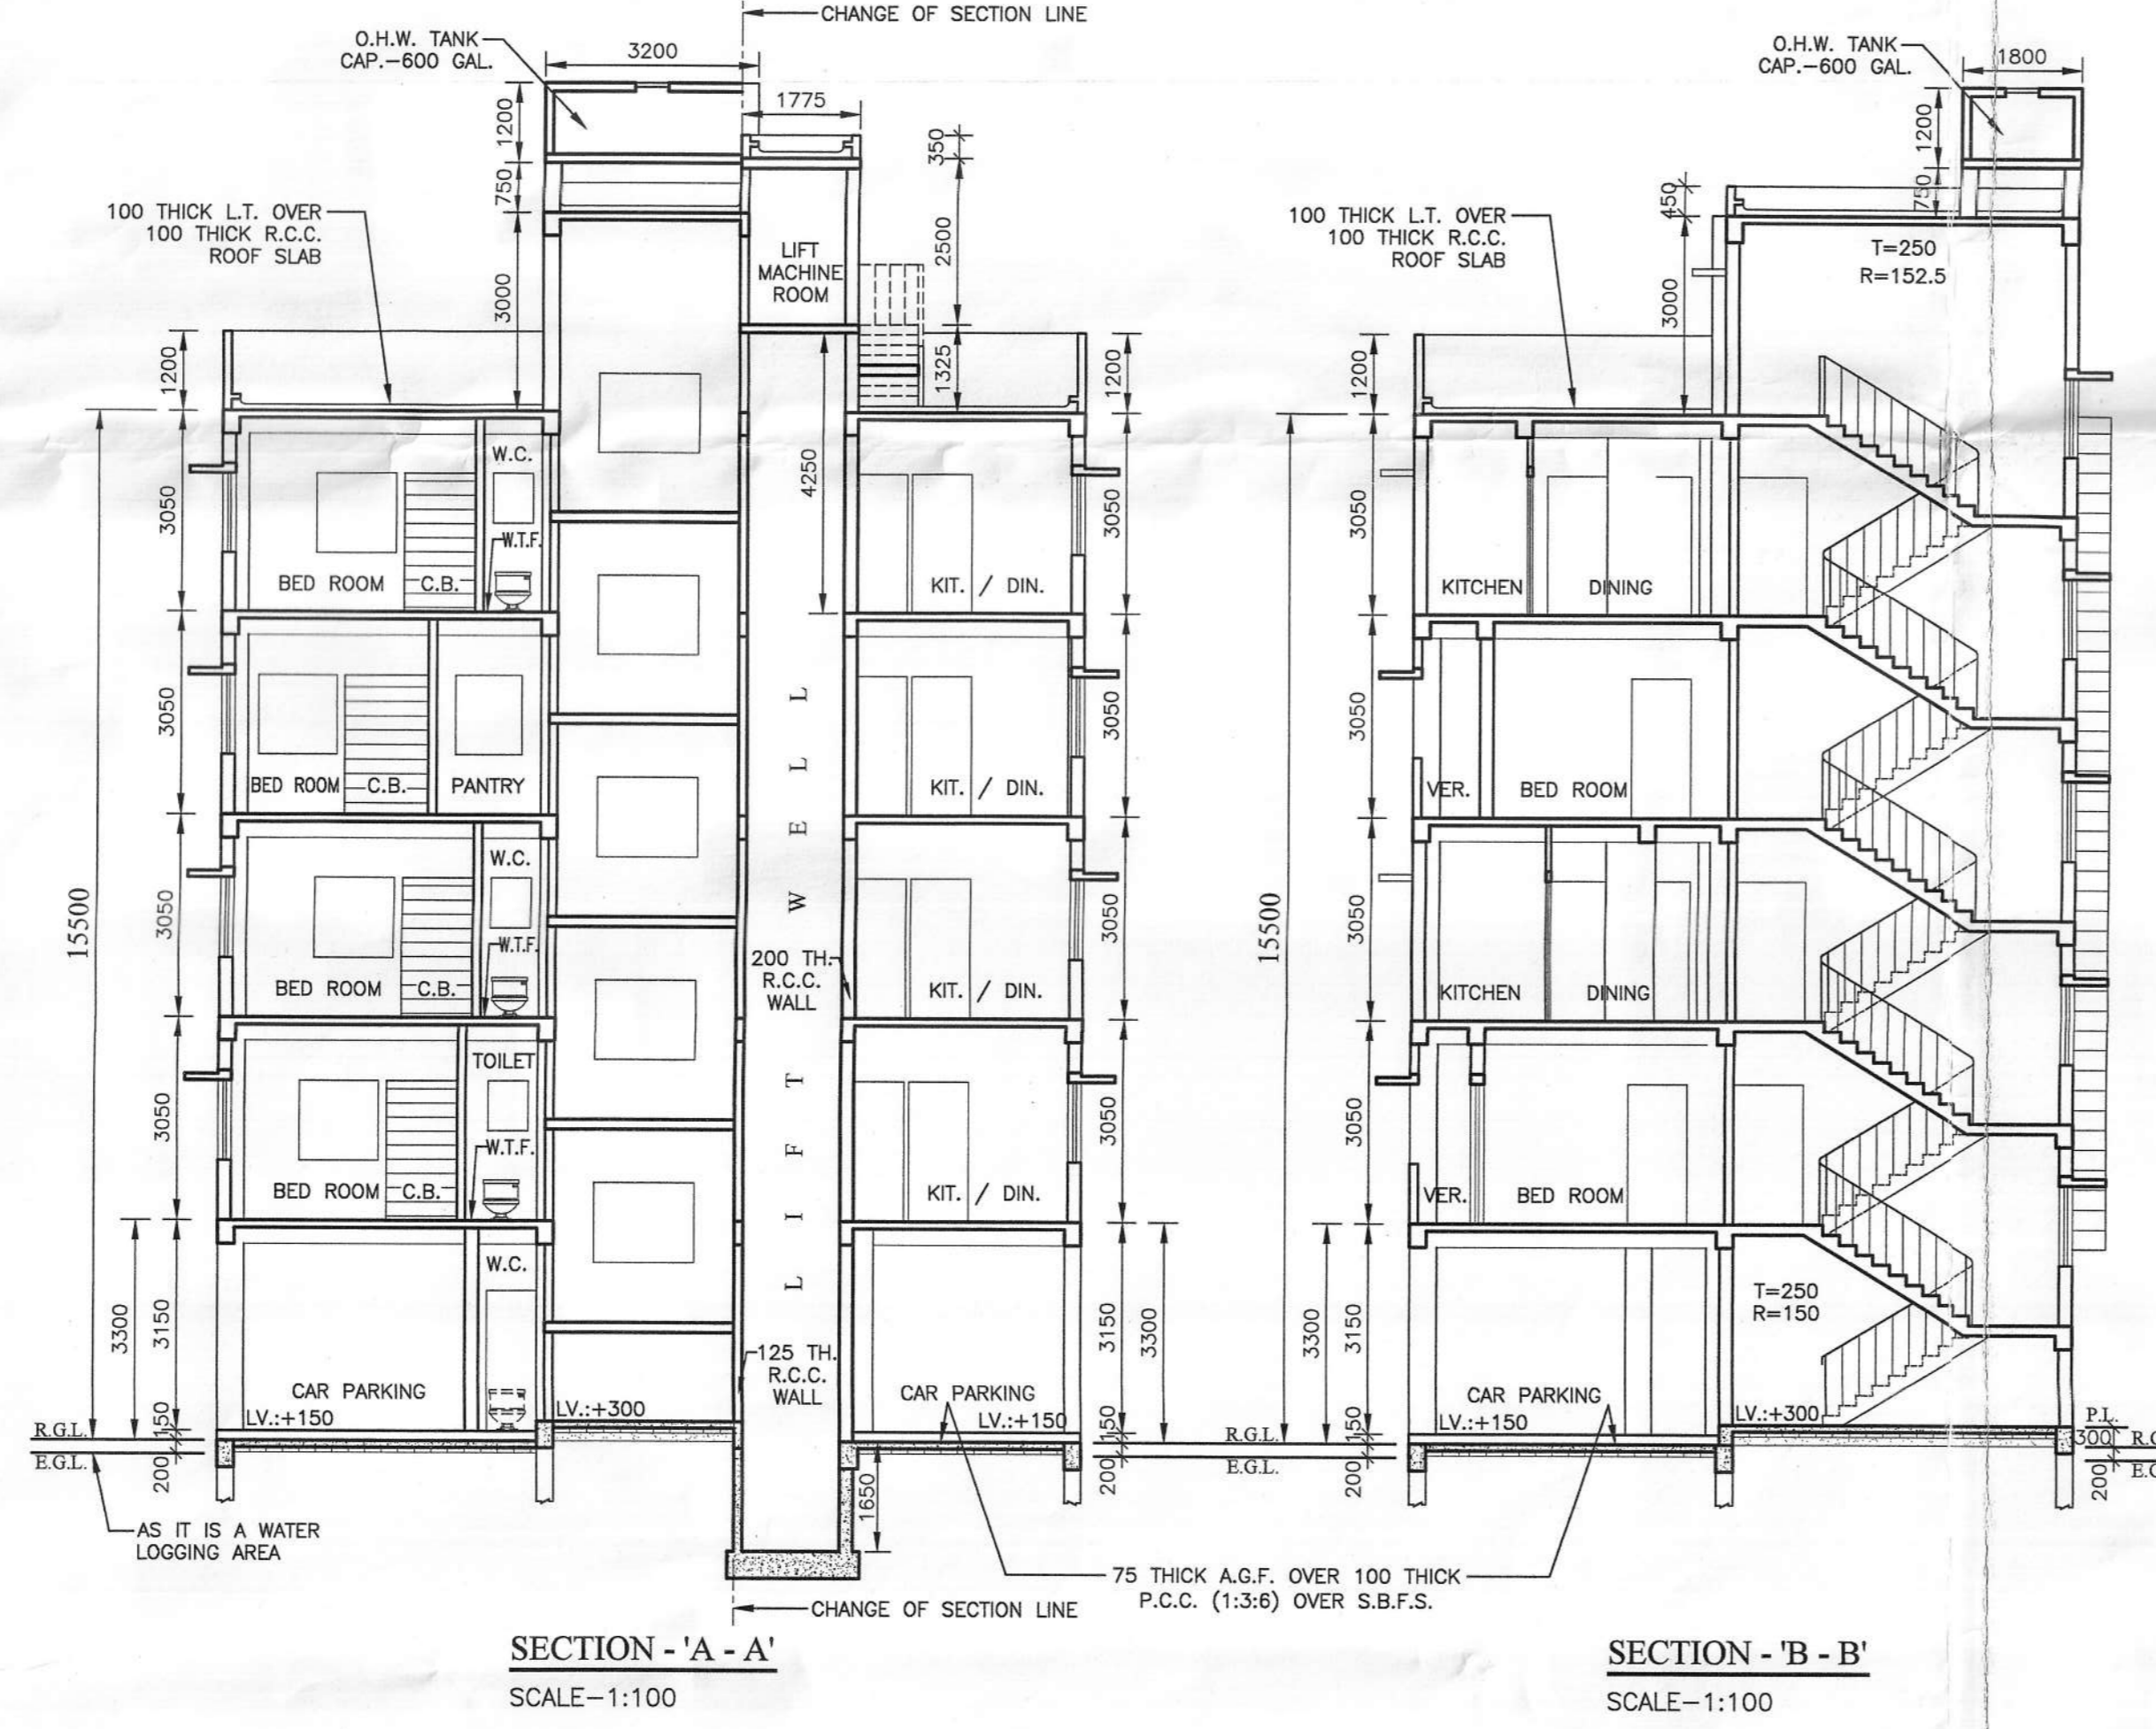 CHANGE OF SECTION LINE
O.H.W. TANK
CAP.-600 GAL.
3200
1775
1200
750
350
100 THICK L.T. OVER
100 THICK R.C.C.
ROOF SLAB
3000
LIFT
MACHINE
ROOM
2500
1200
1325
1200
4250
W.C.
W.T.F.
BED ROOM
C.B.
KIT. / DIN.
3050
3050
BED ROOM
C.B.
PANTRY
KIT. / DIN.
3050
3050
W.C.
W.T.F.
BED ROOM
C.B.
KIT. / DIN.
3050
3050
15500
LIFT WELL
200 TH.
R.C.C.
WALL
TOILET
W.T.F.
BED ROOM
C.B.
KIT. / DIN.
3050
3050
W.C.
CAR PARKING
LV.:+150
LV.:+300
125 TH.
R.C.C.
WALL
CAR PARKING
LV.:+150
3300
3150
150
200
3150
3300
150
200
R.G.L.
E.G.L.
1650
AS IT IS A WATER
LOGGING AREA
CHANGE OF SECTION LINE
SECTION - 'A - A'
SCALE-1:100
O.H.W. TANK
CAP.-600 GAL.
1800
1200
750
450
100 THICK L.T. OVER
100 THICK R.C.C.
ROOF SLAB
T=250
R=152.5
3000
1200
3050
KITCHEN
DINING
3050
VER.
BED ROOM
15500
3050
KITCHEN
DINING
3050
VER.
BED ROOM
T=250
R=150
3300
3150
CAR PARKING
LV.:+150
LV.:+300
150
200
R.G.L.
E.G.L.
P.L.
300
200
75 THICK A.G.F. OVER 100 THICK
P.C.C. (1:3:6) OVER S.B.F.S.
SECTION - 'B - B'
SCALE-1:100